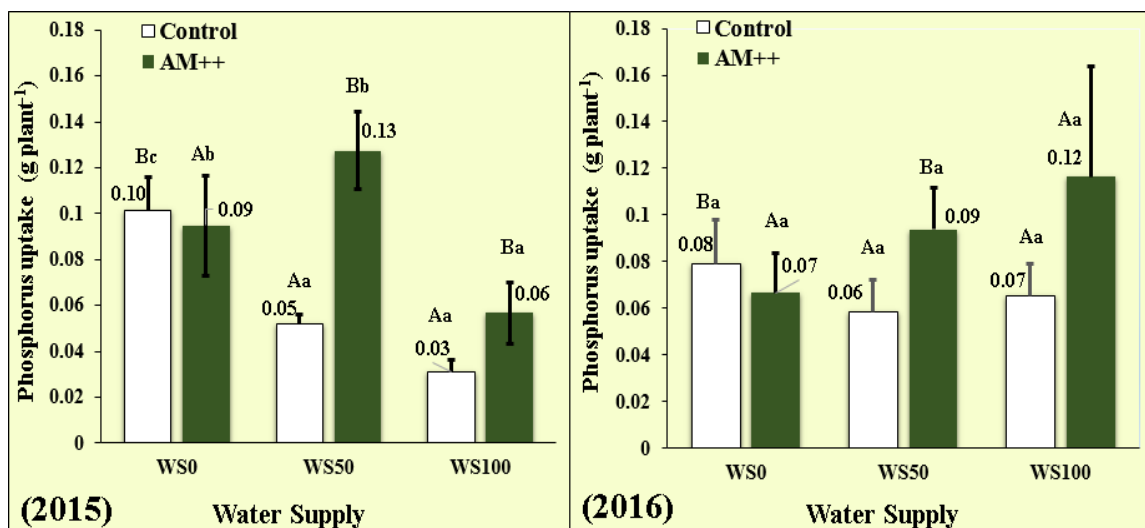 0.18
0.16
0.14
0.12
0.1
0.08
0.06
0.04
0.02
0
Phosphorus uptake (g plant⁻¹)
Control
AM++
Bc
0.10
Ab
0.09
Aa
0.05
Bb
0.13
Aa
0.03
Ba
0.06
WS0 WS50 WS100
(2015) Water Supply
0.18
0.16
0.14
0.12
0.1
0.08
0.06
0.04
0.02
0
Phosphorus uptake (g plant⁻¹)
Control
AM++
Ba
0.08
Aa
0.07
Aa
0.06
Ba
0.09
Aa
0.07
Aa
0.12
WS0 WS50 WS100
(2016) Water Supply